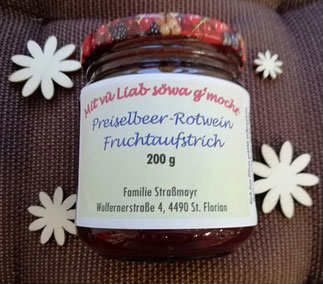 Mit vü Liab söwa g'mocht
Preiselbeer-Rotwein
Fruchtaufstrich
200 g
Familie Straßmayr
Wolfernerstraße 4, 4490 St. Florian